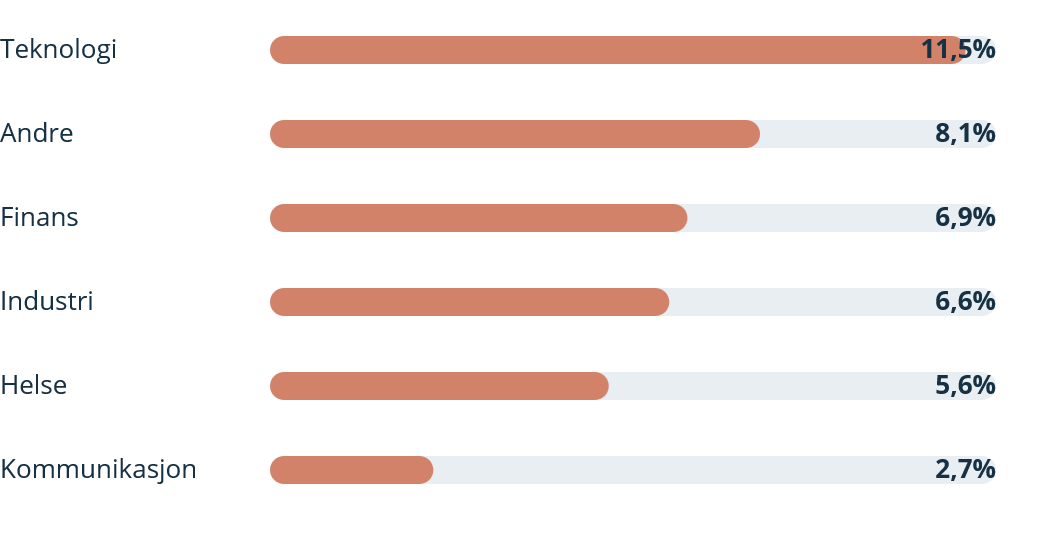 Teknologi 11,5%
Andre 8,1%
Finans 6,9%
Industri 6,6%
Helse 5,6%
Kommunikasjon 2,7%